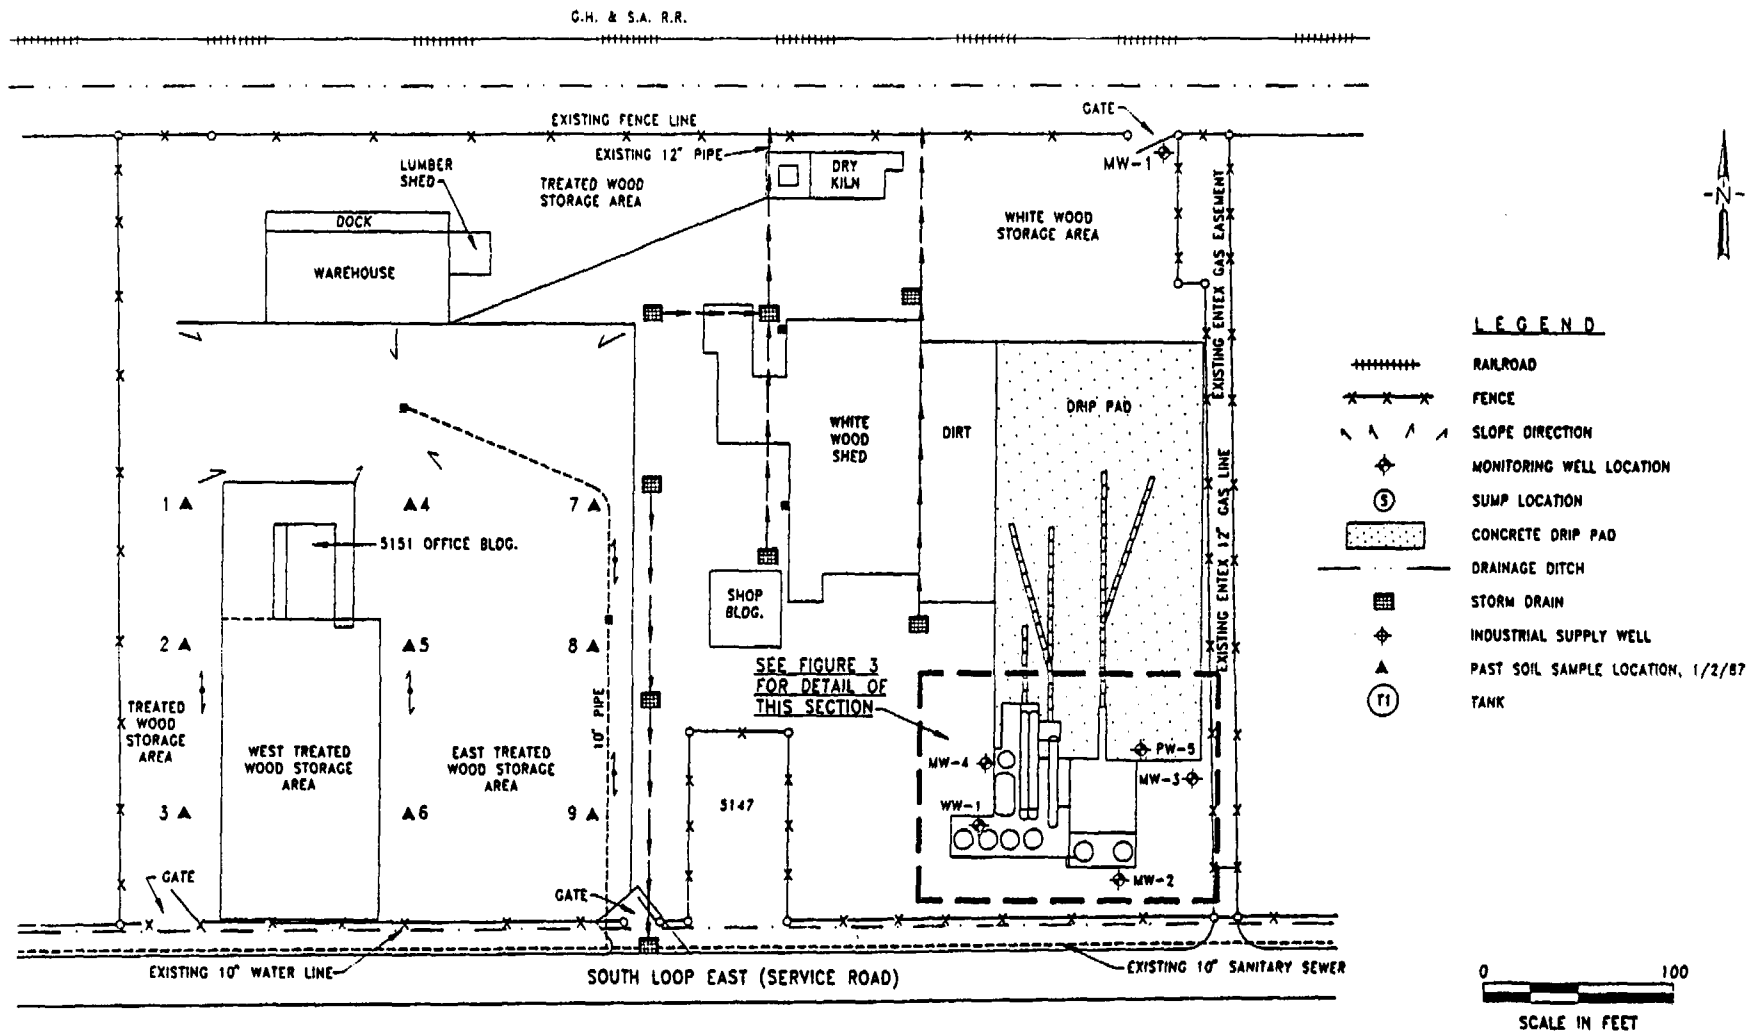 G.H. & S.A. R.R.
EXISTING FENCE LINE
GATE
MW-1
EXISTING 12" PIPE
LUMBER
SHED
TREATED WOOD
STORAGE AREA
DRY
KILN
DOCK
WAREHOUSE
WHITE WOOD
STORAGE AREA
EXISTING ENTEX GAS EASEMENT
N
DRIP PAD
WHITE
WOOD
SHED
DIRT
EXISTING ENTEX 12" GAS LINE
1
4
7
5151 OFFICE BLDG.
SHOP
BLDG.
2
5
8
SEE FIGURE 3
FOR DETAIL OF
THIS SECTION
TREATED
WOOD
STORAGE
AREA
WEST TREATED
WOOD STORAGE
AREA
EAST TREATED
WOOD STORAGE
AREA
10" PIPE
PW-5
MW-4
MW-3
5147
WW-1
3
6
9
MW-2
GATE
GATE
EXISTING 10" WATER LINE
SOUTH LOOP EAST (SERVICE ROAD)
EXISTING 10" SANITARY SEWER
LEGEND
RAILROAD
FENCE
SLOPE DIRECTION
MONITORING WELL LOCATION
S
SUMP LOCATION
CONCRETE DRIP PAD
DRAINAGE DITCH
STORM DRAIN
INDUSTRIAL SUPPLY WELL
PAST SOIL SAMPLE LOCATION, 1/2/87
T1
TANK
0 100
SCALE IN FEET